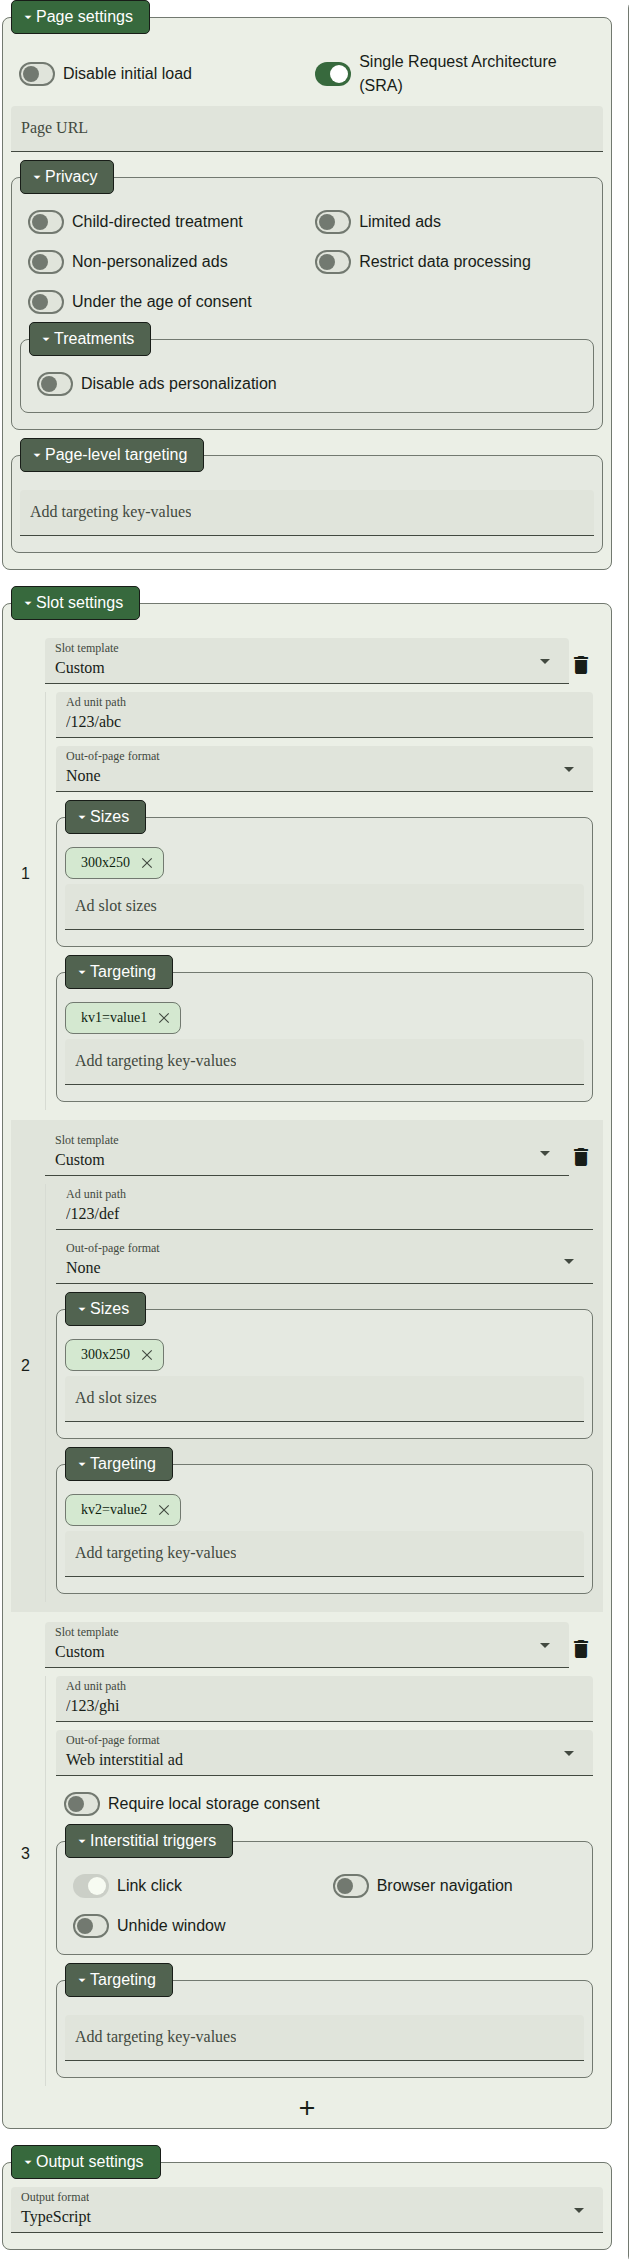 Page settings
Disable initial load
Single Request Architecture
(SRA)
Page URL
Privacy
Child-directed treatment
Limited ads
Non-personalized ads
Restrict data processing
Under the age of consent
Treatments
Disable ads personalization
Page-level targeting
Add targeting key-values
Slot settings
Slot template
Custom
Ad unit path
/123/abc
Out-of-page format
None
Sizes
300x250
1
Ad slot sizes
Targeting
kv1=value1
Add targeting key-values
Slot template
Custom
Ad unit path
/123/def
Out-of-page format
None
Sizes
300x250
2
Ad slot sizes
Targeting
kv2=value2
Add targeting key-values
Slot template
Custom
Ad unit path
/123/ghi
Out-of-page format
Web interstitial ad
Require local storage consent
Interstitial triggers
3
Link click
Browser navigation
Unhide window
Targeting
Add targeting key-values
+
Output settings
Output format
TypeScript